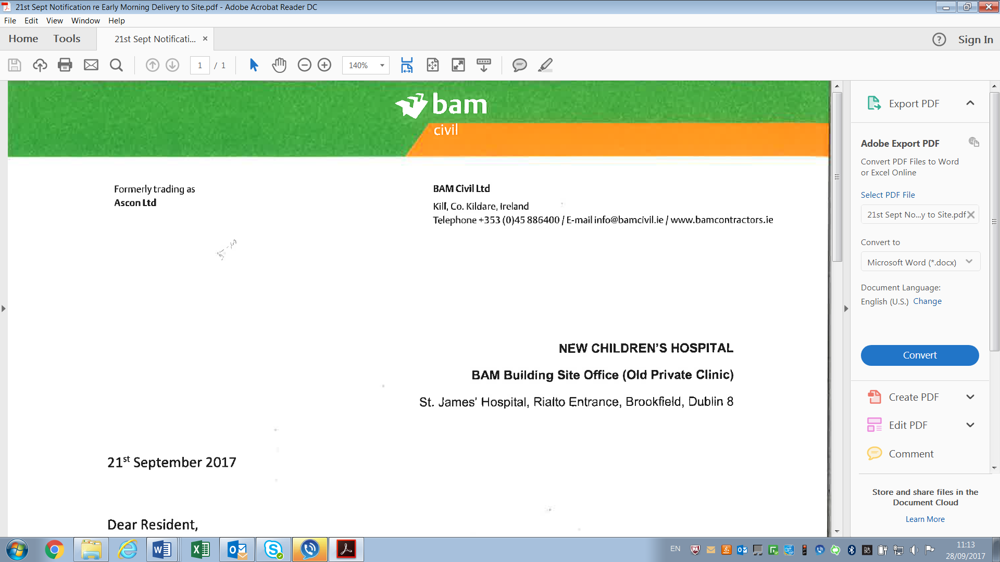 21st Sept Notification re Early Morning Delivery to Site.pdf - Adobe Acrobat Reader DC
File Edit View Window Help
Home Tools 21st Sept Notificati... × ? Sign In
1 / 1 140%
bam
civil
Formerly trading as
Ascon Ltd
BAM Civil Ltd
Kill, Co. Kildare, Ireland
Telephone +353 (0)45 886400 / E-mail info@bamcivil.ie / www.bamcontractors.ie
NEW CHILDREN'S HOSPITAL
BAM Building Site Office (Old Private Clinic)
St. James' Hospital, Rialto Entrance, Brookfield, Dublin 8
21st September 2017
Dear Resident,
Export PDF
Adobe Export PDF
Convert PDF Files to Word
or Excel Online
Select PDF File
21st Sept No...y to Site.pdf
Convert to
Microsoft Word (*.docx)
Document Language:
English (U.S.) Change
Convert
Create PDF
Edit PDF
Comment
Store and share files in the
Document Cloud
Learn More
EN
11:13
28/09/2017